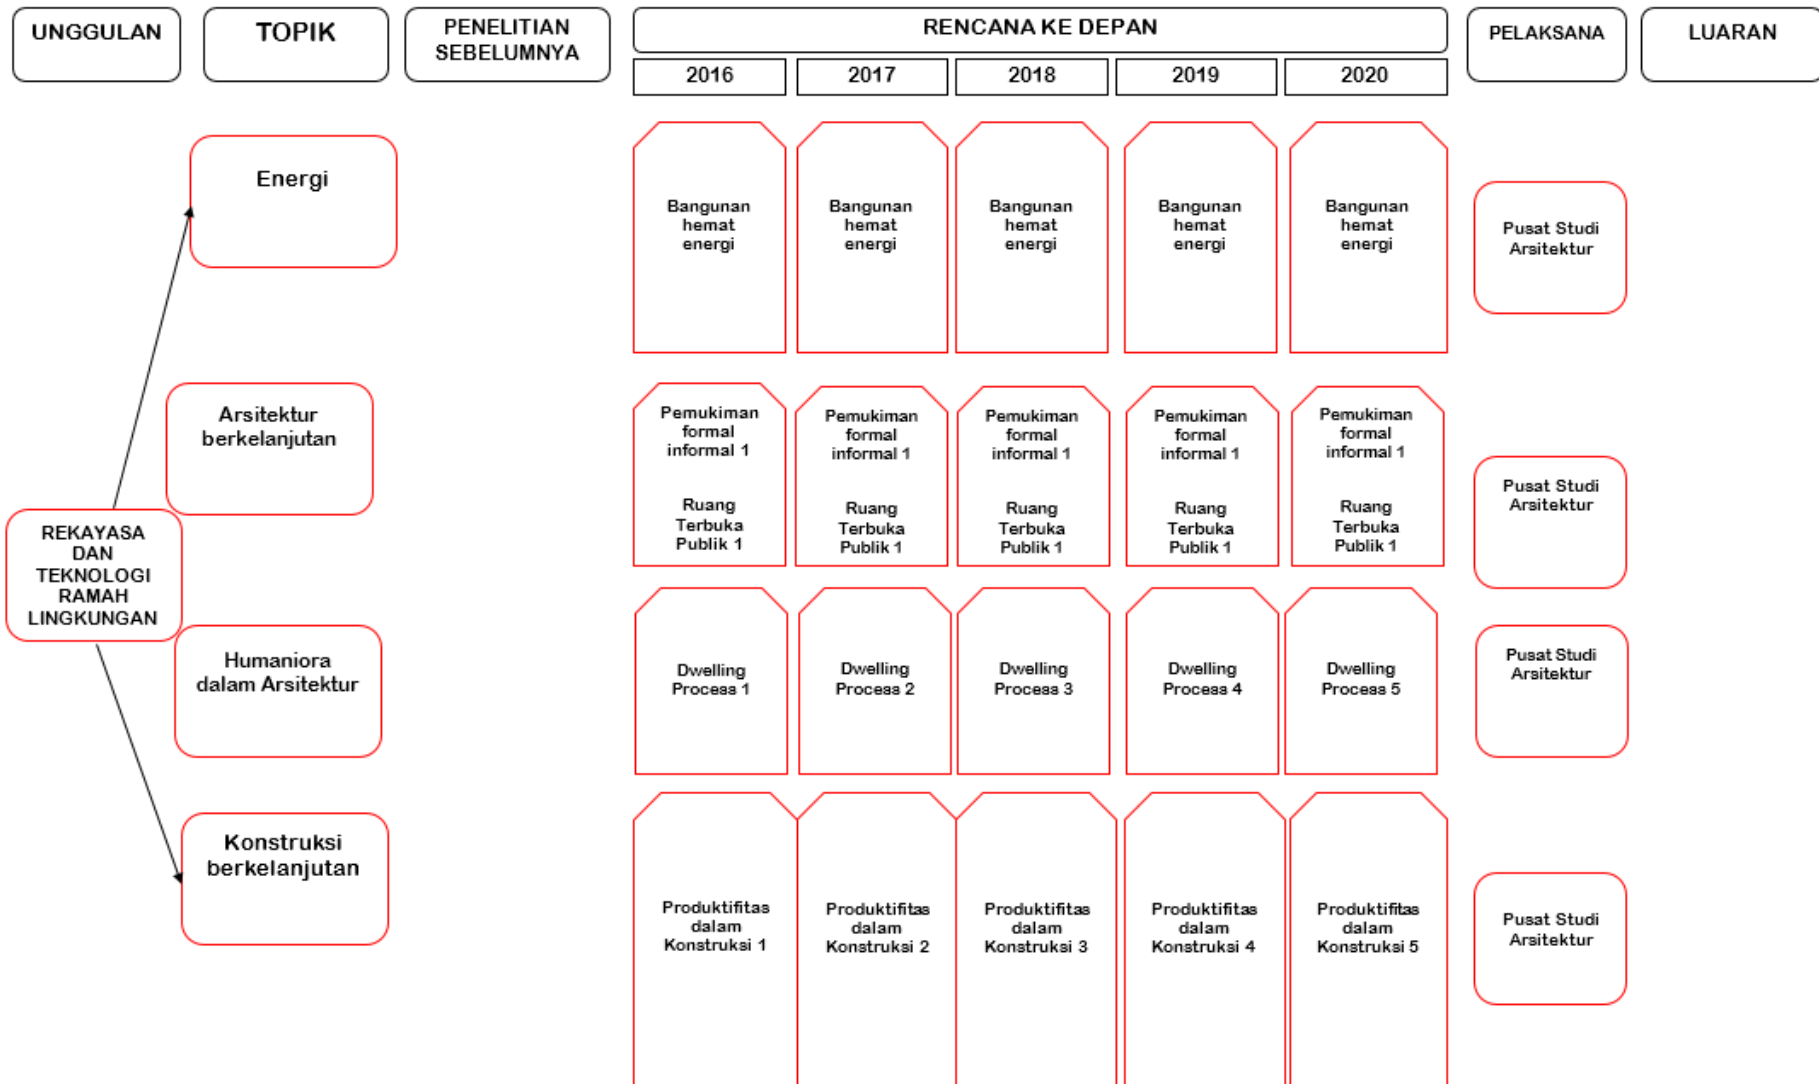 UNGGULAN
TOPIK
PENELITIAN
SEBELUMNYA
RENCANA KE DEPAN
2016
2017
2018
2019
2020
PELAKSANA
LUARAN
Energi
Bangunan
hemat
energi
Bangunan
hemat
energi
Bangunan
hemat
energi
Bangunan
hemat
energi
Bangunan
hemat
energi
Pusat Studi
Arsitektur
Arsitektur
berkelanjutan
Pemukiman
formal
informal 1
Ruang
Terbuka
Publik 1
Pemukiman
formal
informal 1
Ruang
Terbuka
Publik 1
Pemukiman
formal
informal 1
Ruang
Terbuka
Publik 1
Pemukiman
formal
informal 1
Ruang
Terbuka
Publik 1
Pemukiman
formal
informal 1
Ruang
Terbuka
Publik 1
Pusat Studi
Arsitektur
REKAYASA
DAN
TEKNOLOGI
RAMAH
LINGKUNGAN
Humaniora
dalam Arsitektur
Dwelling
Process 1
Dwelling
Process 2
Dwelling
Process 3
Dwelling
Process 4
Dwelling
Process 5
Pusat Studi
Arsitektur
Konstruksi
berkelanjutan
Produktifitas
dalam
Konstruksi 1
Produktifitas
dalam
Konstruksi 2
Produktifitas
dalam
Konstruksi 3
Produktifitas
dalam
Konstruksi 4
Produktifitas
dalam
Konstruksi 5
Pusat Studi
Arsitektur